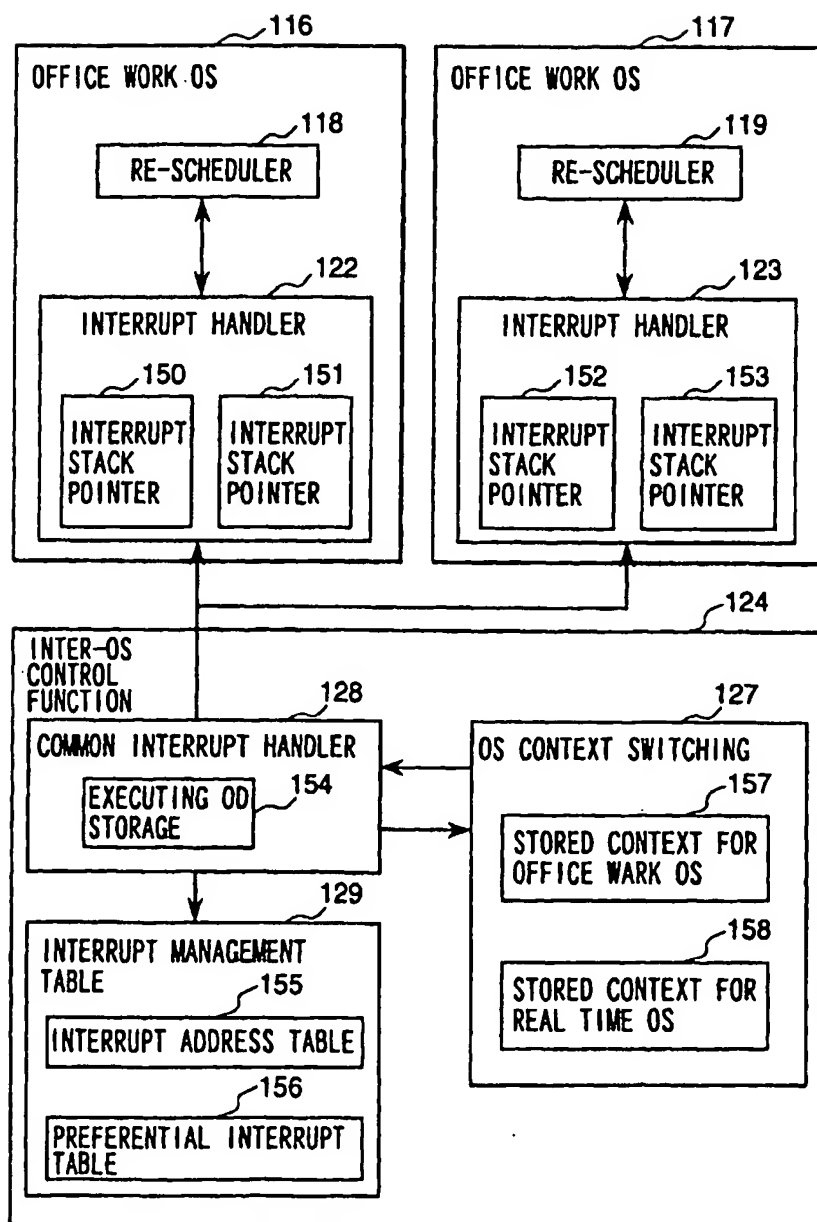 116
OFFICE WORK OS
118
RE-SCHEDULER
122
INTERRUPT HANDLER
150
INTERRUPT
STACK
POINTER
151
INTERRUPT
STACK
POINTER
117
OFFICE WORK OS
119
RE-SCHEDULER
123
INTERRUPT HANDLER
152
INTERRUPT
STACK
POINTER
153
INTERRUPT
STACK
POINTER
124
INTER-OS
CONTROL
FUNCTION
128
COMMON INTERRUPT HANDLER
EXECUTING OD
STORAGE
154
127
OS CONTEXT SWITCHING
157
STORED CONTEXT FOR
OFFICE WARK OS
158
STORED CONTEXT FOR
REAL TIME OS
129
INTERRUPT MANAGEMENT
TABLE
155
INTERRUPT ADDRESS TABLE
156
PREFERENTIAL INTERRUPT
TABLE